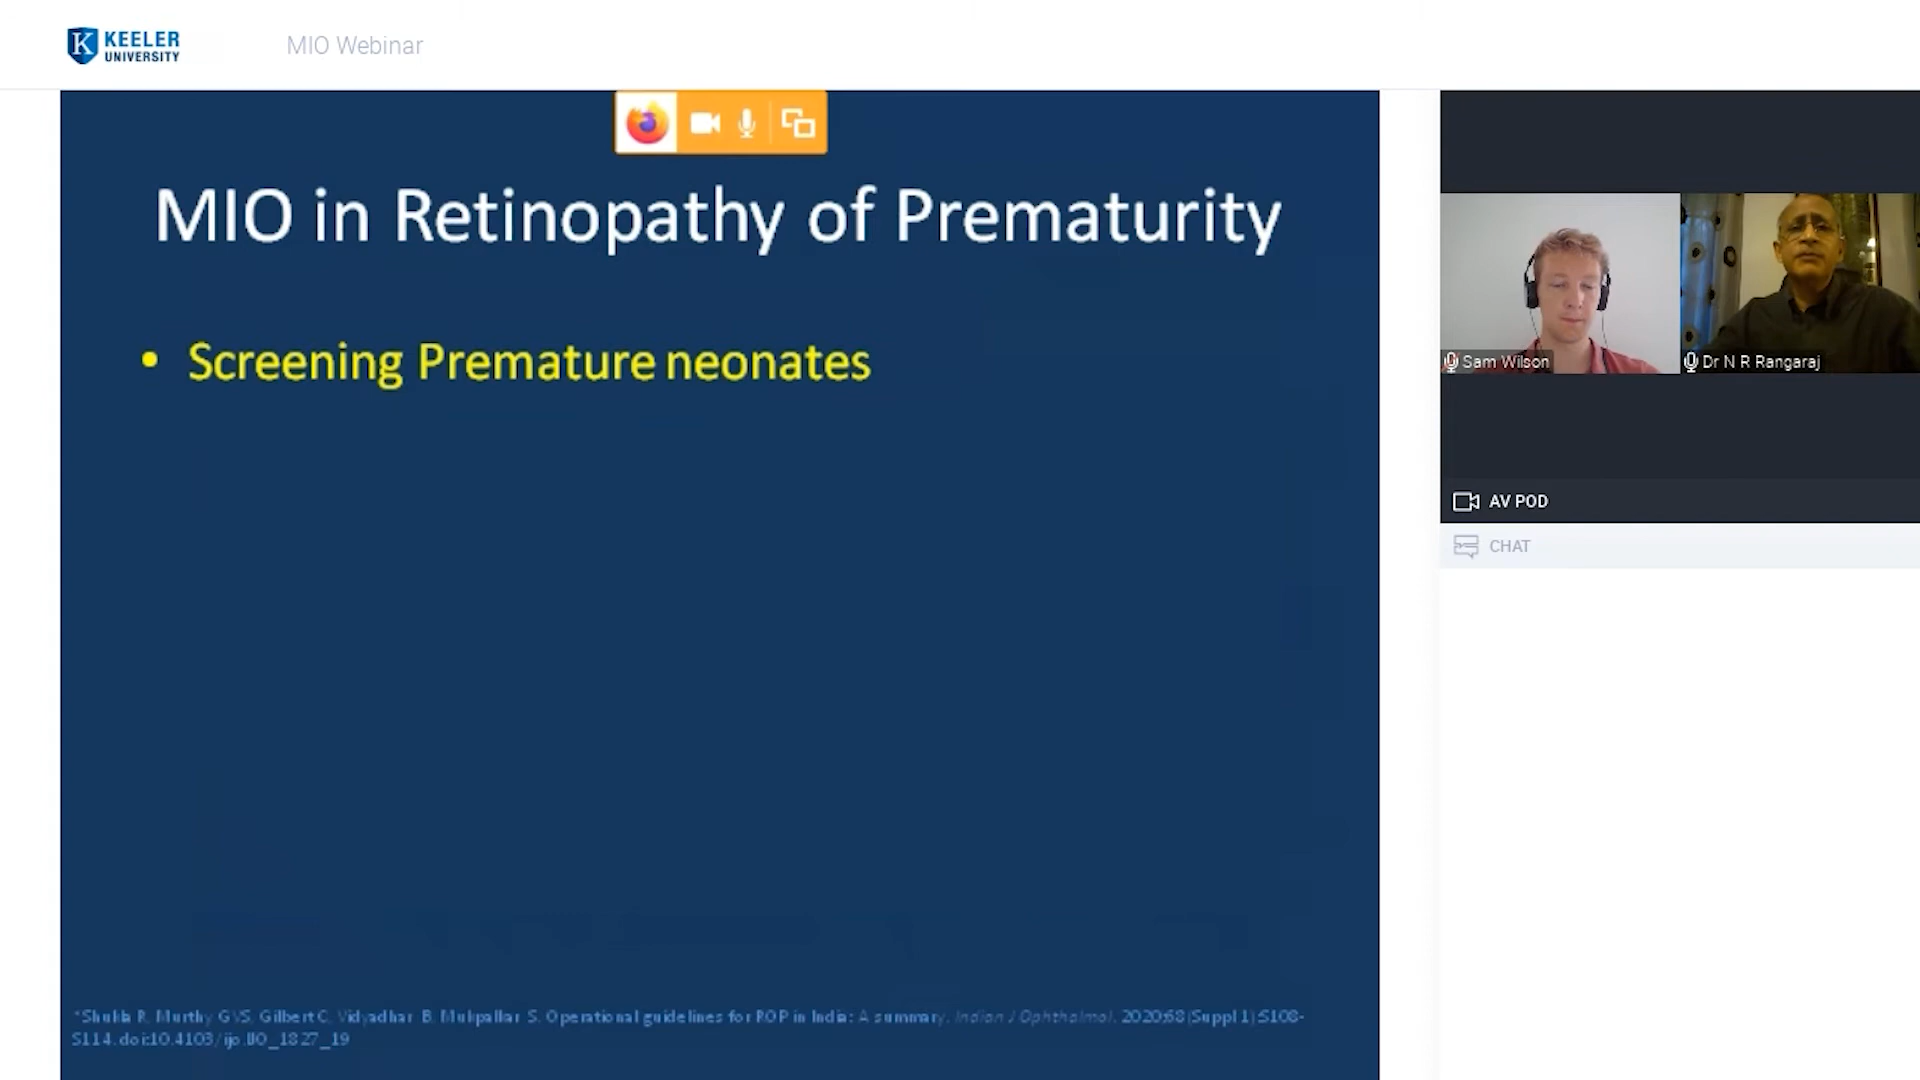 KEELER
UNIVERSITY
MIO Webinar
MIO in Retinopathy of Prematurity
• Screening Premature neonates
*Shukla R, Murthy GVS, Gilbert C, Vidyadhar B, Mukpalkar S. Operational guidelines for ROP in India: A summary. Indian J Ophthalmol. 2020;68(Suppl 1):S108-
S114. doi:10.4103/ijo.IJO_1827_19
Sam Wilson
Dr N R Rangaraj
AV POD
CHAT